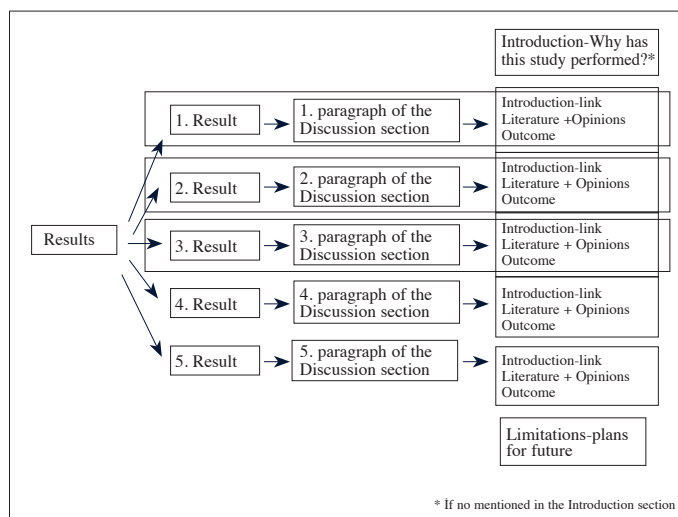 Introduction-Why has
this study performed?*
1. Result
1. paragraph of the
Discussion section
Introduction-link
Literature +Opinions
Outcome
2. Result
2. paragraph of the
Discussion section
Introduction-link
Literature + Opinions
Outcome
Results
3. Result
3. paragraph of the
Discussion section
Introduction-link
Literature + Opinions
Outcome
4. Result
4. paragraph of the
Discussion section
Introduction-link
Literature + Opinions
Outcome
5. Result
5. paragraph of the
Discussion section
Introduction-link
Literature + Opinions
Outcome
Limitations-plans
for future
* İf no mentioned in the Introduction section